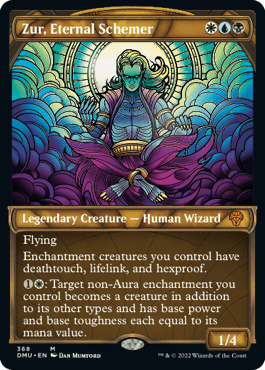 Zur, Eternal Schemer
Legendary Creature — Human Wizard
Flying
Enchantment creatures you control have
deathtouch, lifelink, and hexproof.
1: Target non-Aura enchantment you
control becomes a creature in addition
to its other types and has base power
and base toughness each equal to its
mana value.
1/4
368 M
DMU • EN DAN MUMFORD
™ & © 2022 Wizards of the Coast